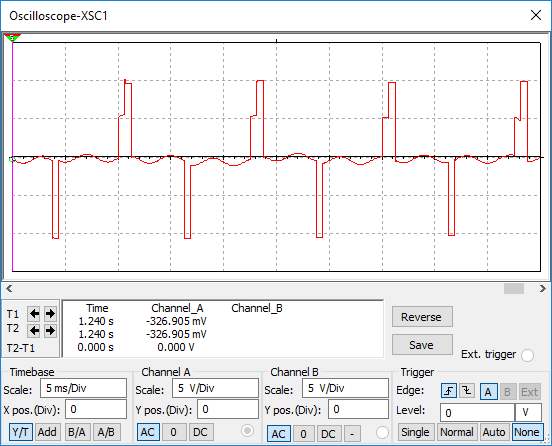 Oscilloscope-XSC1
T1
T2
T2-T1
Time Channel_A Channel_B
1.240 s -326.905 mV
1.240 s -326.905 mV
0.000 s 0.000 V
Reverse
Save
Ext. trigger
Timebase
Scale: 5 ms/Div
X pos.(Div): 0
Y/T Add B/A A/B
Channel A
Scale: 5 V/Div
Y pos.(Div): 0
AC 0 DC
Channel B
Scale: 5 V/Div
Y pos.(Div): 0
AC 0 DC -
Trigger
Edge: A B Ext
Level: 0 V
Single Normal Auto None